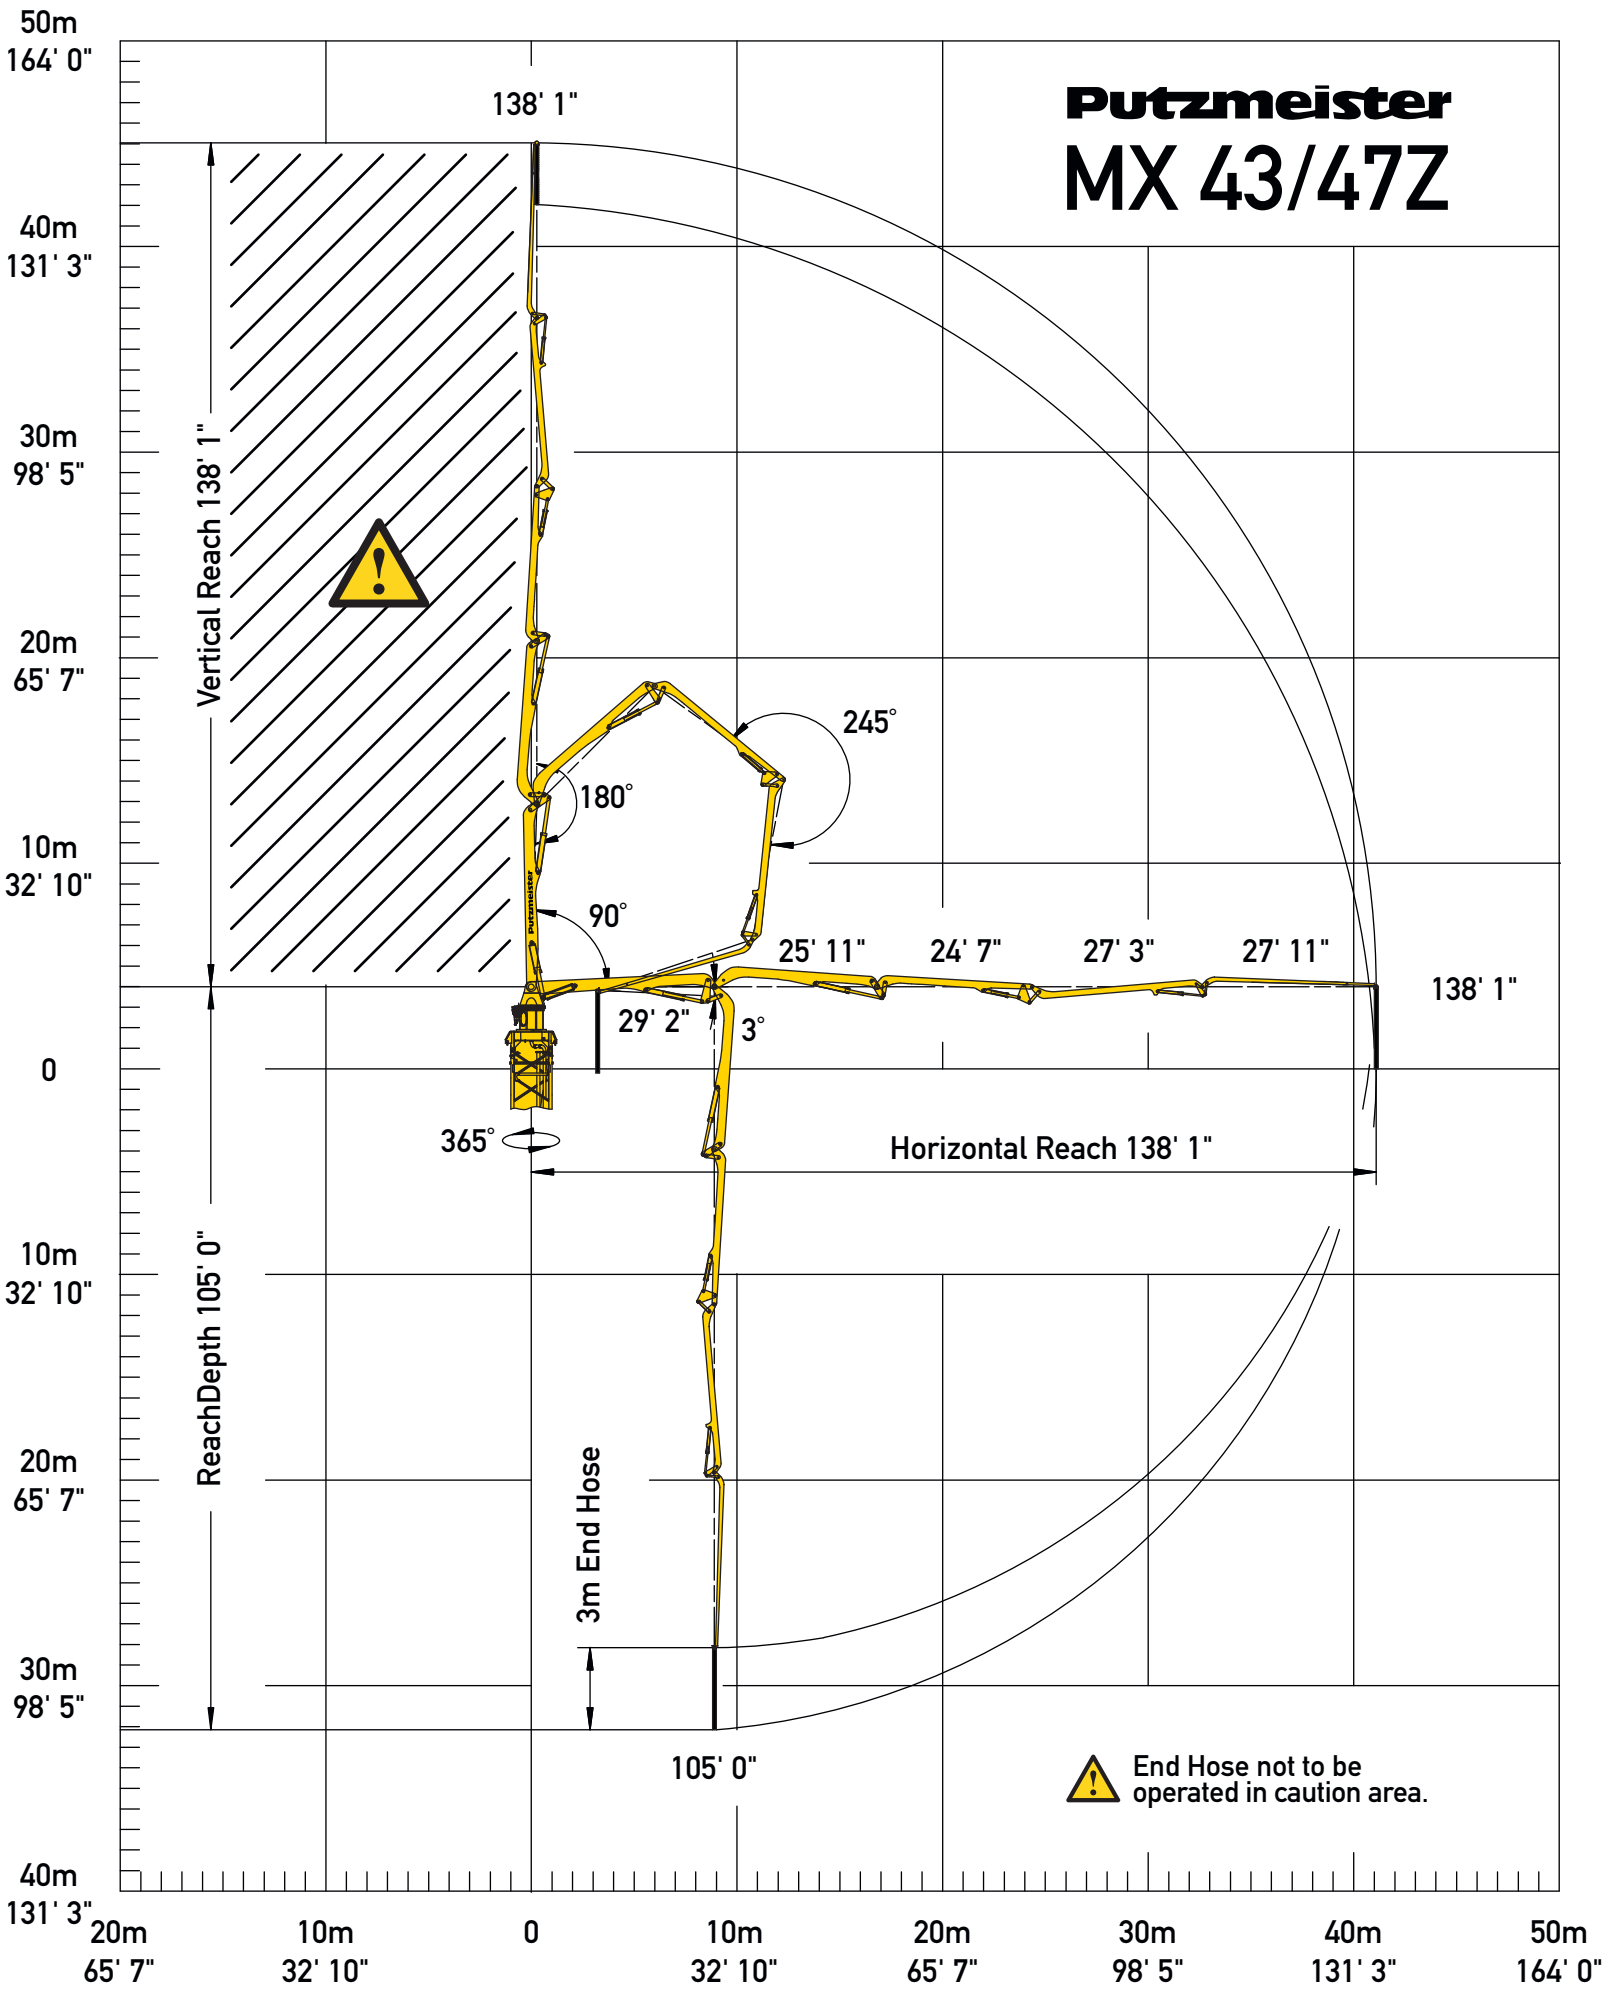 50m
164' 0"
138' 1"
Putzmeister
MX 43/47Z
40m
131' 3"
30m
98' 5"
Vertical Reach 138' 1"
20m
65' 7"
245°
180°
10m
32' 10"
Putzmeister
90°
25' 11"
24' 7"
27' 3"
27' 11"
138' 1"
29' 2"
3°
0
365°
Horizontal Reach 138' 1"
10m
32' 10"
ReachDepth 105' 0"
20m
65' 7"
3m End Hose
30m
98' 5"
105' 0"
End Hose not to be
operated in caution area.
40m
131' 3"
20m
10m
0
10m
20m
30m
40m
50m
65' 7"
32' 10"
32' 10"
65' 7"
98' 5"
131' 3"
164' 0"